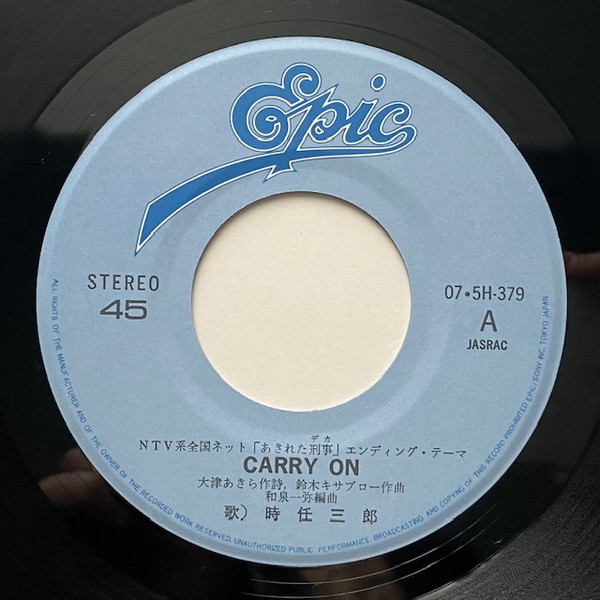 Epic
STEREO
45
07・5H-379
A
JASRAC
デカ
NTV系全国ネット「あきれた刑事」エンディング・テーマ
CARRY ON
大津あきら作詩，鈴木キサブロー作曲
和泉一弥編曲
歌）時任三郎
ALL RIGHTS OF THE MANUFACTURER AND OF THE OWNER OF THE RECORDED WORK RESERVED. UNAUTHORIZED PUBLIC PERFORMANCE, BROADCASTING AND COPYING OF THIS RECORD PROHIBITED EPIC/SONY INC. TOKYO JAPAN